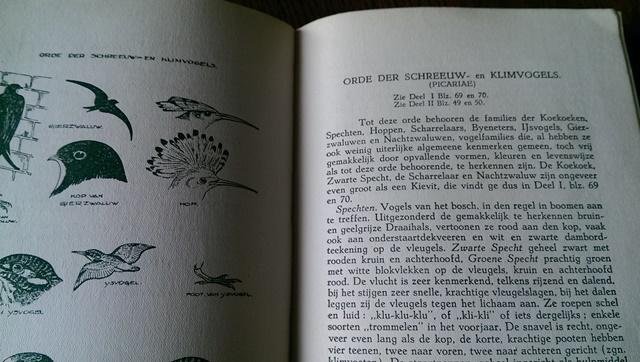 ORDE DER SCHREEUW- EN KLIMVOGELS.
GIERZWALUW.
KOP VAN
GIERZWALUW
HOP.
YSVOGEL.
YSVOGEL
POOT VAN YSVOGEL.
ORDE DER SCHREEUW- en KLIMVOGELS.
(PICARIAE)
Zie Deel I Blz. 69 en 70.
Zie Deel II Blz. 49 en 50.
Tot deze orde behooren de families der Koekoeken,
Spechten, Hoppen, Scharrelaars, Byeneters, IJsvogels, Gier-
zwaluwen en Nachtzwaluwen, vogelfamilies die, al hebben ze
ook weinig uiterlijke algemeene kenmerken gemeen, toch vrij
gemakkelijk door opvallende vormen, kleuren en levenswijze
als tot deze orde behoorende, te herkennen zijn. De Koekoek,
Zwarte Specht, de Scharrelaar en Nachtzwaluw zijn ongeveer
even groot als een Kievit, die vindt ge dus in Deel I, blz. 69
en 70.
Spechten. Vogels van het bosch, in den regel in boomen aan
te treffen. Uitgezonderd de gemakkelijk te herkennen bruin-
en geelgrijze Draaihals, vertoonen ze rood aan den kop, vaak
ook aan onderstaartdekveeren en wit en zwarte dambord-
teekening op de vleugels. Zwarte Specht geheel zwart met
rooden kruin en achterhoofd, Groene Specht prachtig groen
met witte blokvlekken op de vleugels, kruin en achterhoofd
rood. De vlucht is zeer kenmerkend, telkens rijzend en dalend,
bij het stijgen zeer snelle, krachtige vleugelslagen, bij het dalen
leggen zij de vleugels tegen het lichaam aan. Ze roepen schel
en luid: „klu-klu-klu", of „kli-kli" of iets dergelijks; enkele
soorten „trommelen" in het voorjaar. De snavel is recht, onge-
veer even lang als de kop, de korte, krachtige pooten hebben
vier teenen, twee naar voren, twee naar achteren gericht (zgn.